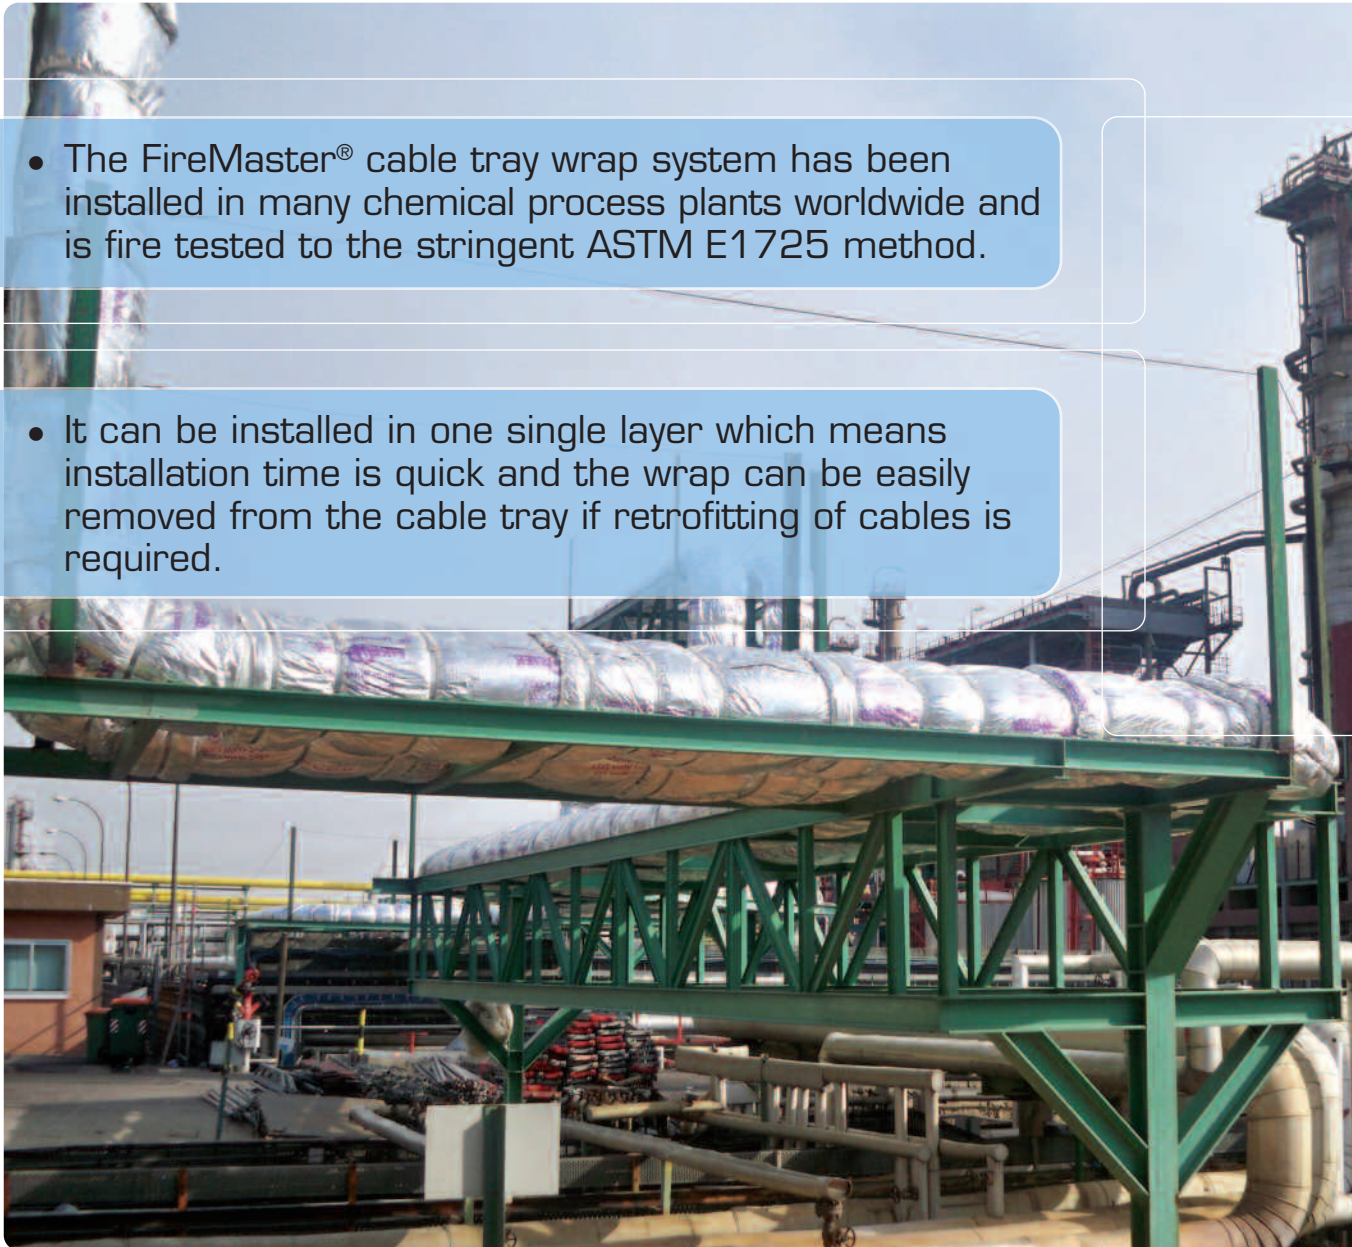 • The FireMaster® cable tray wrap system has been
installed in many chemical process plants worldwide and
is fire tested to the stringent ASTM E1725 method.
• It can be installed in one single layer which means
installation time is quick and the wrap can be easily
removed from the cable tray if retrofitting of cables is
required.